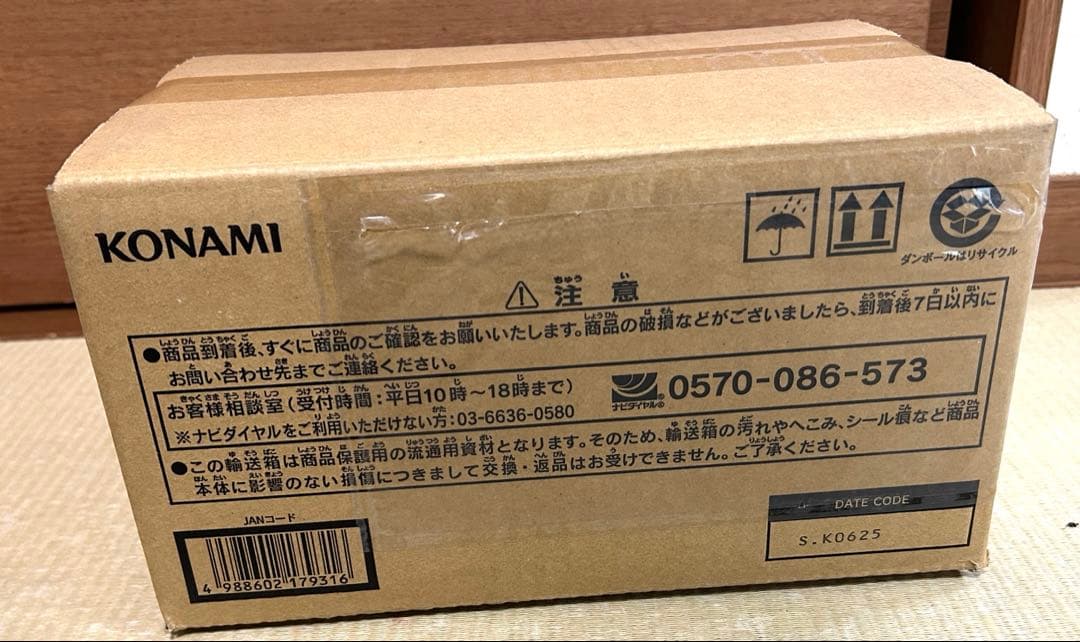 KONAMI
ダンボールはリサイクル
注意
●商品到着後、すぐに商品のご確認をお願いいたします。商品の破損などがございましたら、到着後7日以内に
お問い合わせ先までご連絡ください。
お客様相談室(受付時間:平日10時～18時まで)
ナビダイヤル® 0570-086-573
※ナビダイヤルをご利用いただけない方:03-6636-0580
●この輸送箱は商品保護用の流通用資材となります。そのため、輸送箱の汚れやへこみ、シール痕など商品
本体に影響のない損傷につきまして交換・返品はお受けできません。ご了承ください。
JANコード
4 988602 179316
DATE CODE
S.K0625